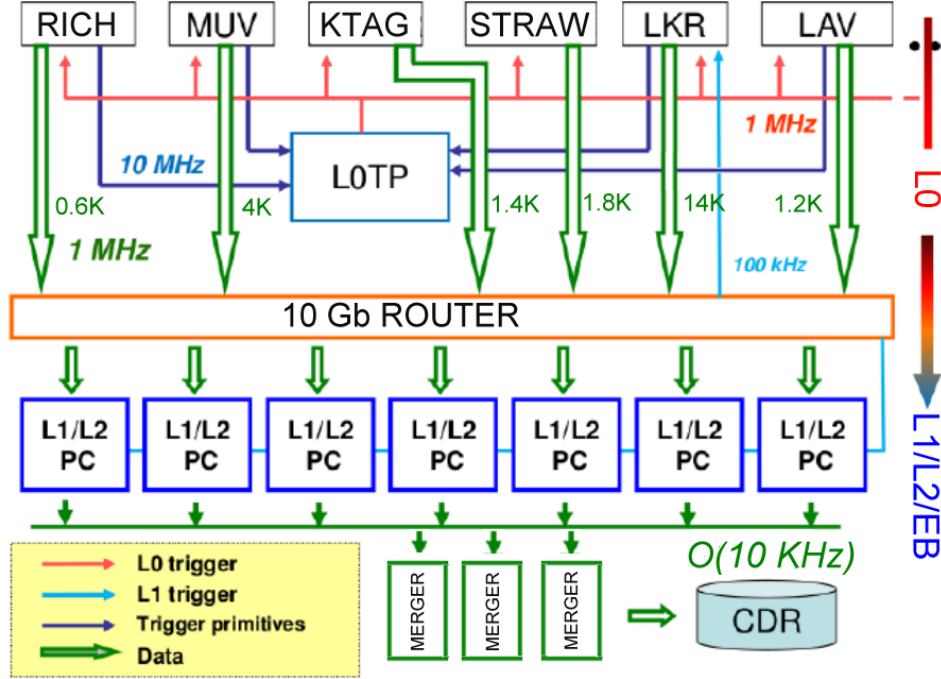 RICH
MUV
KTAG
STRAW
LKR
LAV
1 MHz
10 MHz
L0TP
L0
0.6K
4K
1.4K
1.8K
14K
1.2K
1 MHz
100 kHz
10 Gb ROUTER
L1/L2
PC
L1/L2
PC
L1/L2
PC
L1/L2
PC
L1/L2
PC
L1/L2
PC
L1/L2
PC
L1/L2/EB
O(10 KHz)
L0 trigger
L1 trigger
Trigger primitives
Data
MERGER
MERGER
MERGER
CDR